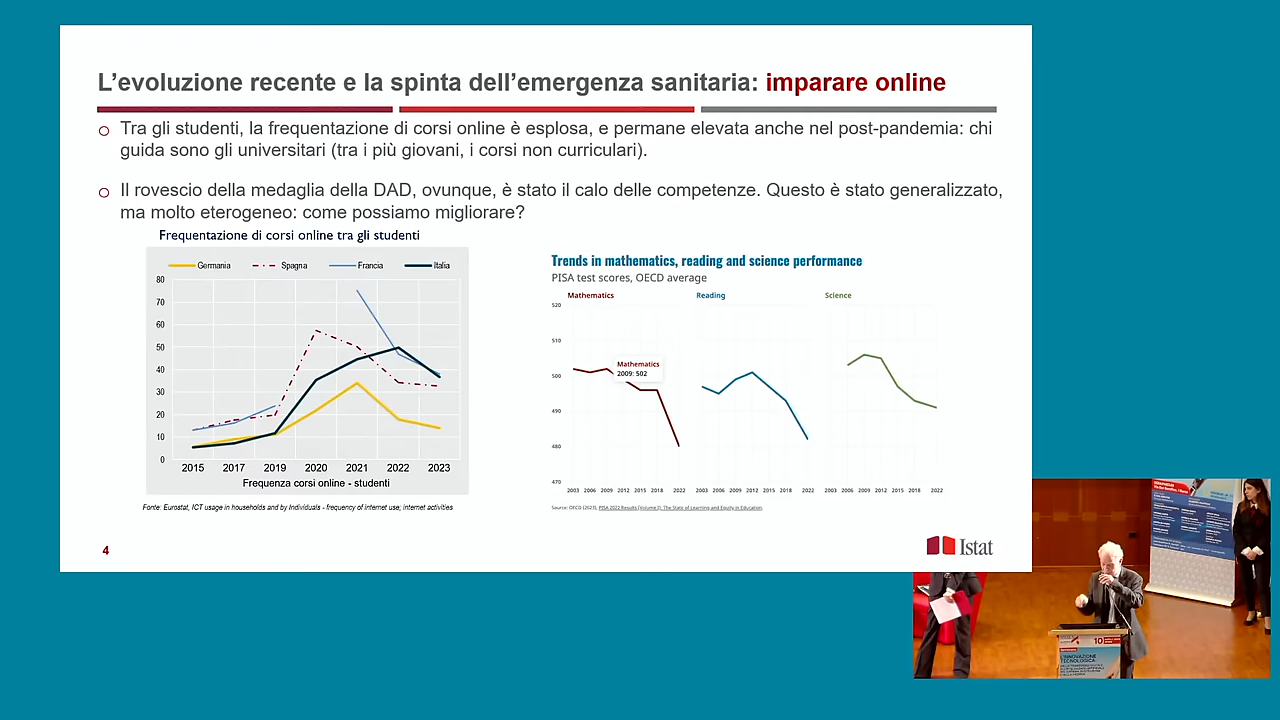 L'evoluzione recente e la spinta dell'emergenza sanitaria: imparare online
Tra gli studenti, la frequentazione di corsi online è esplosa, e permane elevata anche nel post-pandemia: chi
guida sono gli universitari (tra i più giovani, i corsi non curriculari).
Il rovescio della medaglia della DAD, ovunque, è stato il calo delle competenze. Questo è stato generalizzato,
ma molto eterogeneo: come possiamo migliorare?
Frequentazione di corsi online tra gli studenti
Germania Spagna Francia Italia
80
70
60
50
40
30
20
10
0
2015 2017 2019 2020 2021 2022 2023
Frequenza corsi online - studenti
Fonte: Eurostat, ICT usage in households and by Individuals - frequency of internet use; internet activities
Trends in mathematics, reading and science performance
PISA test scores, OECD average
Mathematics Reading Science
520
510
500
490
480
470
Mathematics
2009: 502
2003 2006 2009 2012 2015 2018 2022 2003 2006 2009 2012 2015 2018 2022 2003 2006 2009 2012 2015 2018 2022
Source: OECD (2023), PISA 2022 Results (Volume I): The State of Learning and Equity in Education.
4
Istat
10
L'INNOVAZIONE
TECNOLOGICA